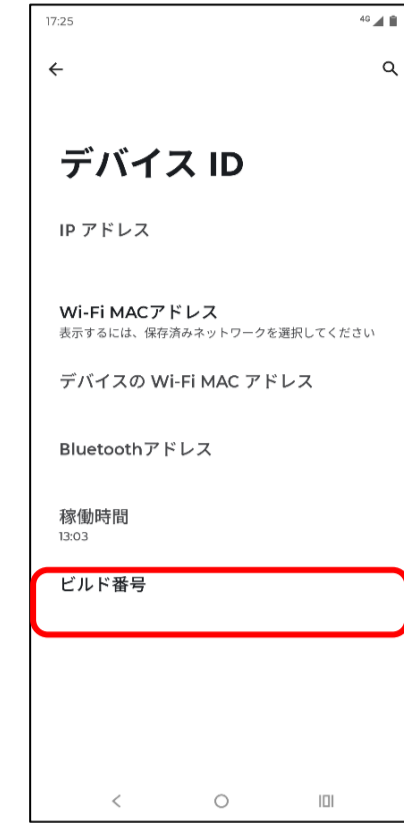 17:25
4G
デバイス ID
IP アドレス
Wi-Fi MACアドレス
表示するには、保存済みネットワークを選択してください
デバイスの Wi-Fi MAC アドレス
Bluetoothアドレス
稼働時間
13:03
ビルド番号